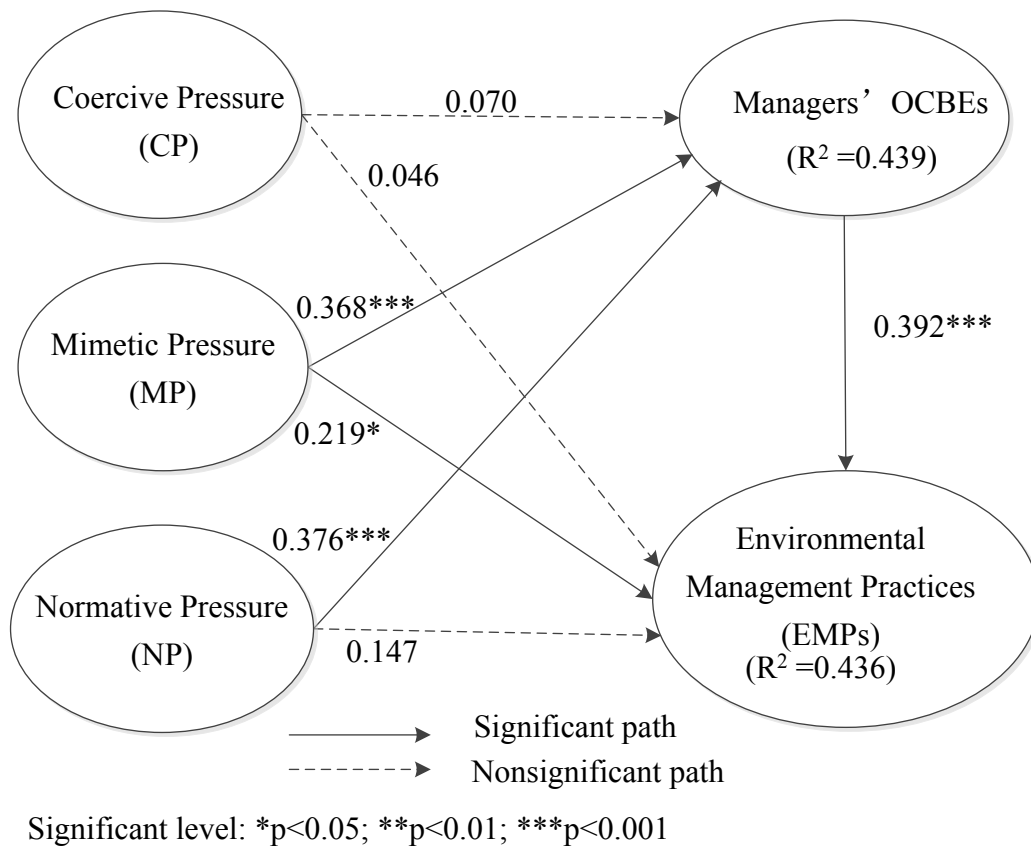 Coercive Pressure
(CP)
0.070
Managers’ OCBEs
(R² =0.439)
0.046
Mimetic Pressure
(MP)
0.368***
0.219*
0.392***
Normative Pressure
(NP)
0.376***
0.147
Environmental
Management Practices
(EMPs)
(R² =0.436)
Significant path
Nonsignificant path
Significant level: *p<0.05; **p<0.01; ***p<0.001